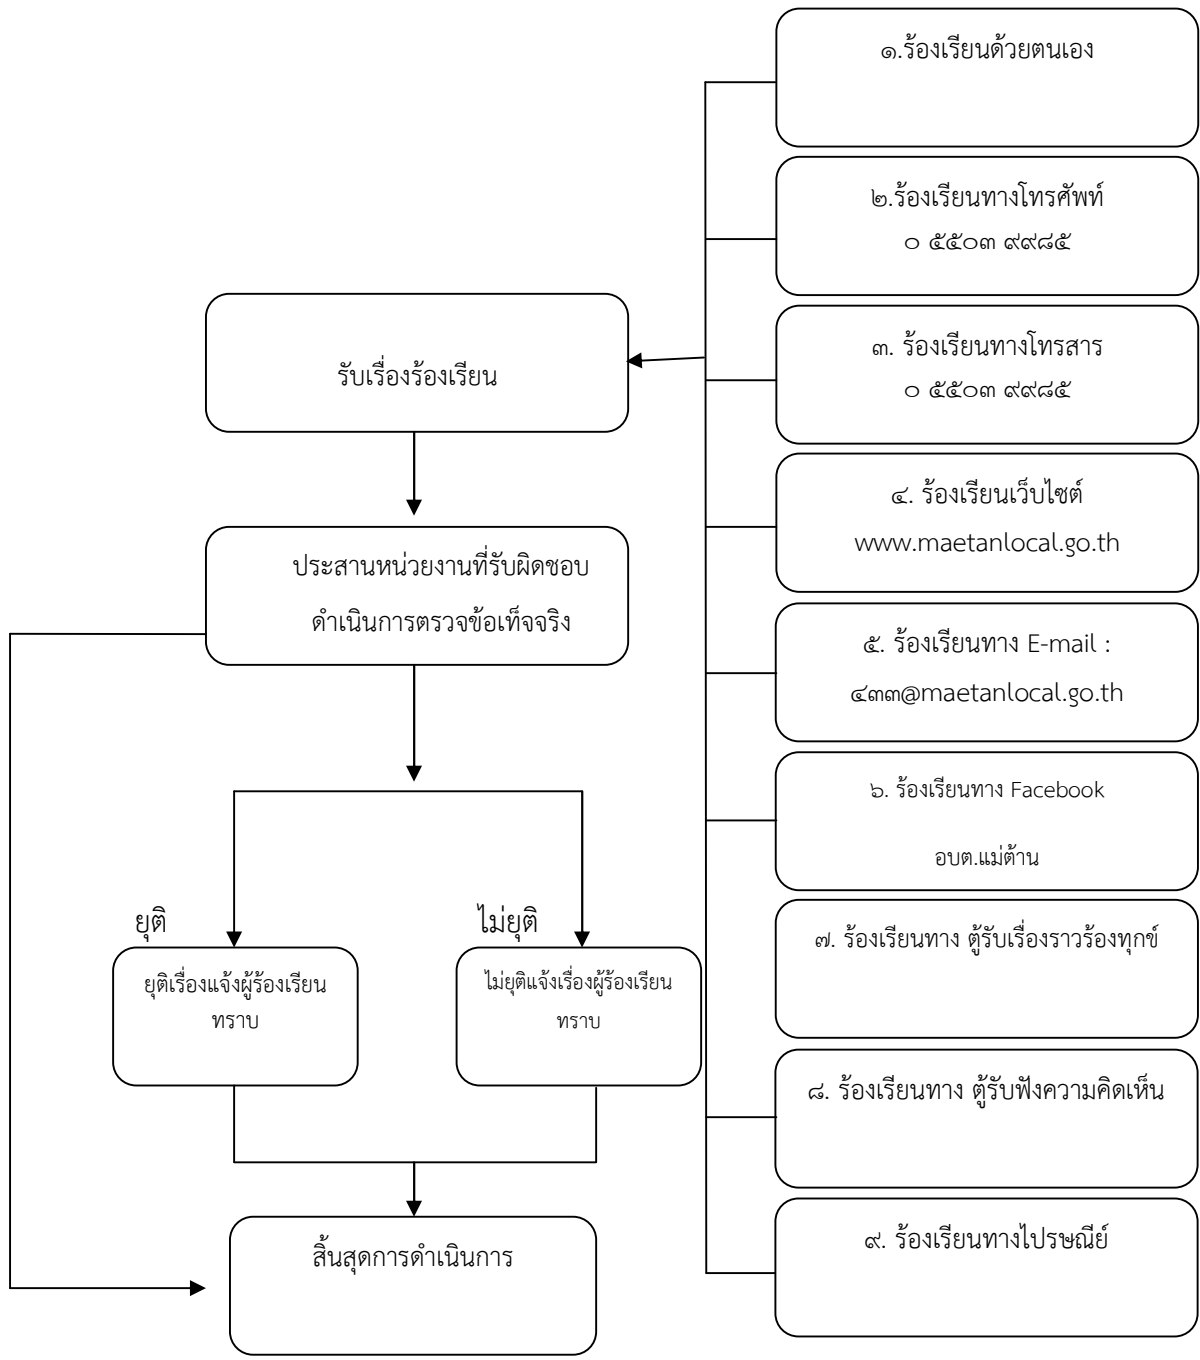 ๑.ร้องเรียนด้วยตนเอง
๒.ร้องเรียนทางโทรศัพท์
๐ ๕๕๐๓ ๙๙๘๕
๓. ร้องเรียนทางโทรสาร
๐ ๕๕๐๓ ๙๙๘๕
๔. ร้องเรียนเว็บไซต์
www.maetanlocal.go.th
๕. ร้องเรียนทาง E-mail :
๔๓๓@maetanlocal.go.th
๖. ร้องเรียนทาง Facebook
อบต.แม่ต้าน
๗. ร้องเรียนทาง ตู้รับเรื่องราวร้องทุกข์
๘. ร้องเรียนทาง ตู้รับฟังความคิดเห็น
๙. ร้องเรียนทางไปรษณีย์
รับเรื่องร้องเรียน
ประสานหน่วยงานที่รับผิดชอบ
ดำเนินการตรวจข้อเท็จจริง
ยุติ
ยุติเรื่องแจ้งผู้ร้องเรียน
ทราบ
ไม่ยุติ
ไม่ยุติแจ้งเรื่องผู้ร้องเรียน
ทราบ
สิ้นสุดการดำเนินการ